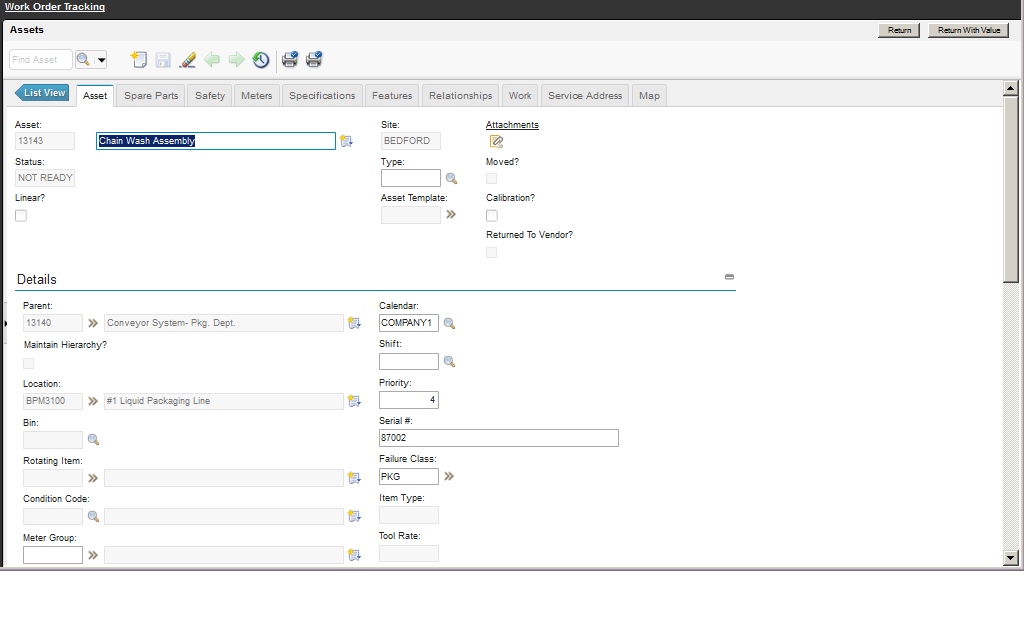 Work Order Tracking
Assets
Return
Return With Value
Find Asset
List View
Asset
Spare Parts
Safety
Meters
Specifications
Features
Relationships
Work
Service Address
Map
Asset:
Site:
Attachments
13143
Chain Wash Assembly
BEDFORD
Status:
Type:
Moved?
NOT READY
Linear?
Asset Template:
Calibration?
Returned To Vendor?
Details
Parent:
Calendar:
13140
Conveyor System- Pkg. Dept.
COMPANY1
Maintain Hierarchy?
Shift:
Location:
Priority:
BPM3100
#1 Liquid Packaging Line
4
Bin:
Serial #:
87002
Rotating Item:
Failure Class:
PKG
Condition Code:
Item Type:
Meter Group:
Tool Rate: